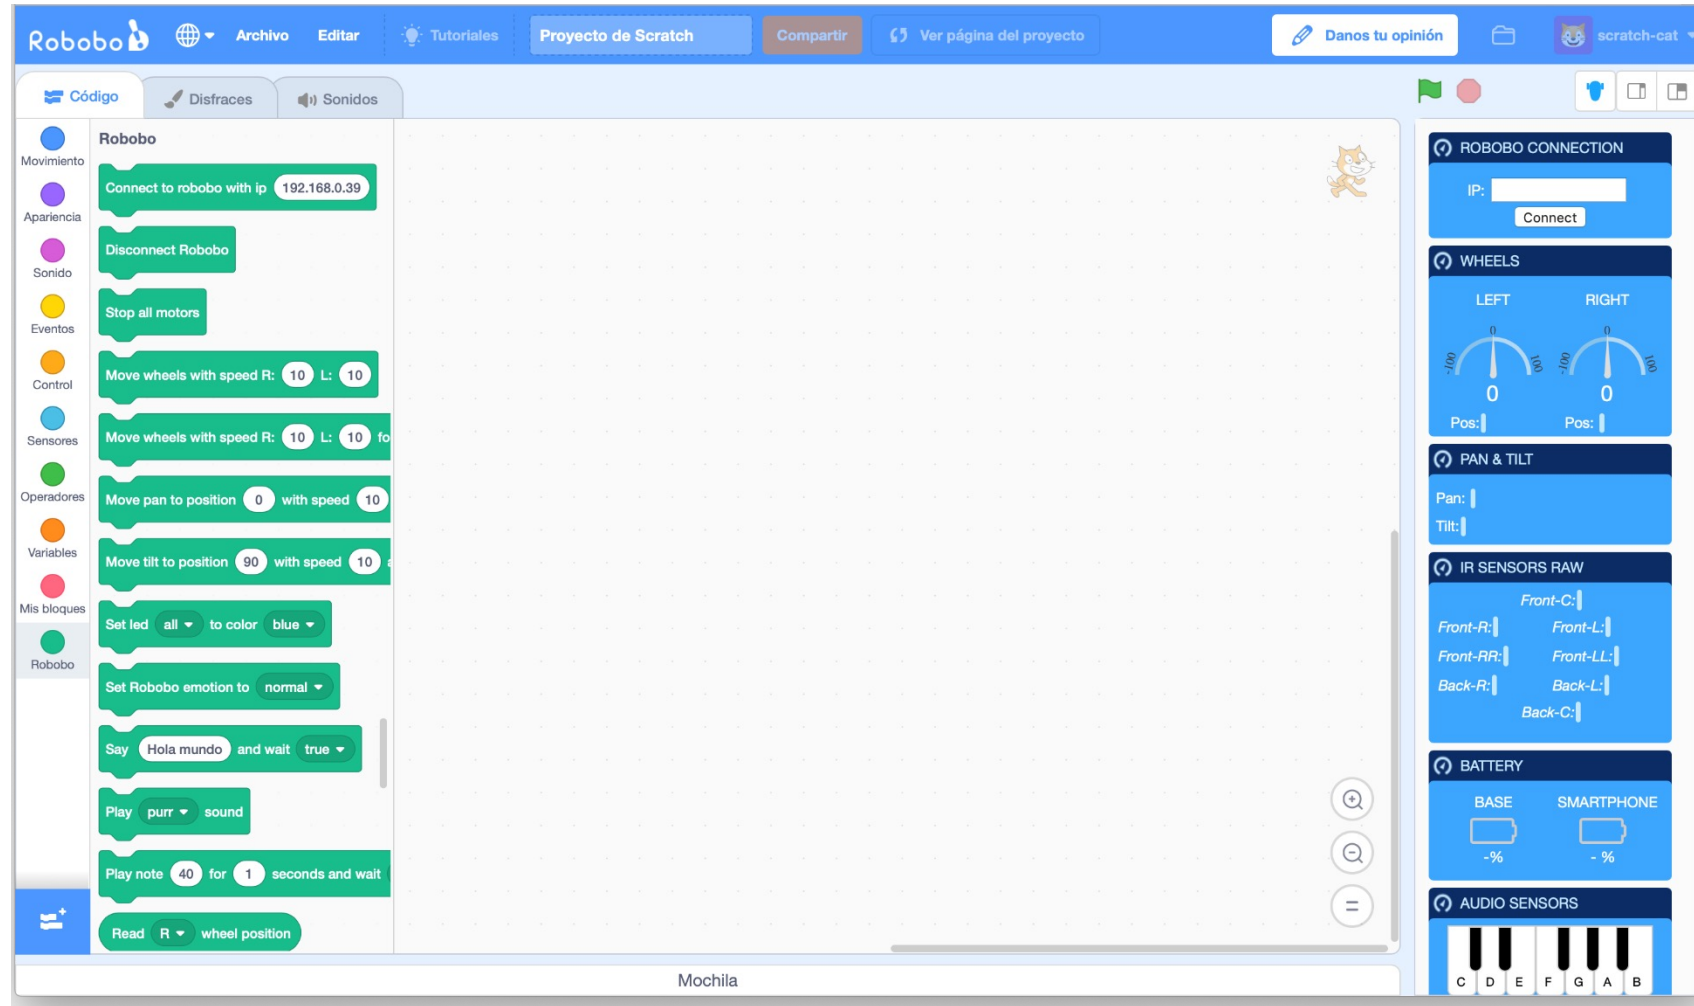 Robobo Archivo Editar Tutoriales Proyecto de Scratch Compartir Ver página del proyecto Danos tu opinión scratch-cat
Código Disfraces Sonidos
Movimiento
Apariencia
Sonido
Eventos
Control
Sensores
Operadores
Variables
Mis bloques
Robobo
Robobo
Connect to robobo with ip 192.168.0.39
Disconnect Robobo
Stop all motors
Move wheels with speed R: 10 L: 10
Move wheels with speed R: 10 L: 10 fo
Move pan to position 0 with speed 10
Move tilt to position 90 with speed 10
Set led all to color blue
Set Robobo emotion to normal
Say Hola mundo and wait true
Play purr sound
Play note 40 for 1 seconds and wait
Read R wheel position
Mochila
ROBOBO CONNECTION
IP:
Connect
WHEELS
LEFT RIGHT
0 0
-100 100 -100 100
0 0
Pos: Pos:
PAN & TILT
Pan:
Tilt:
IR SENSORS RAW
Front-C:
Front-R: Front-L:
Front-RR: Front-LL:
Back-R: Back-L:
Back-C:
BATTERY
BASE SMARTPHONE
-% - %
AUDIO SENSORS
C D E F G A B